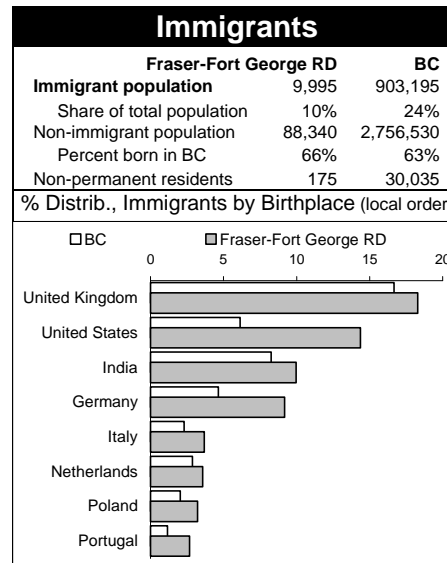 Immigrants
Fraser-Fort George RD BC
Immigrant population 9,995 903,195
Share of total population 10% 24%
Non-immigrant population 88,340 2,756,530
Percent born in BC 66% 63%
Non-permanent residents 175 30,035
% Distrib., Immigrants by Birthplace (local order
BC Fraser-Fort George RD
0 5 10 15 20
United Kingdom
United States
India
Germany
Italy
Netherlands
Poland
Portugal